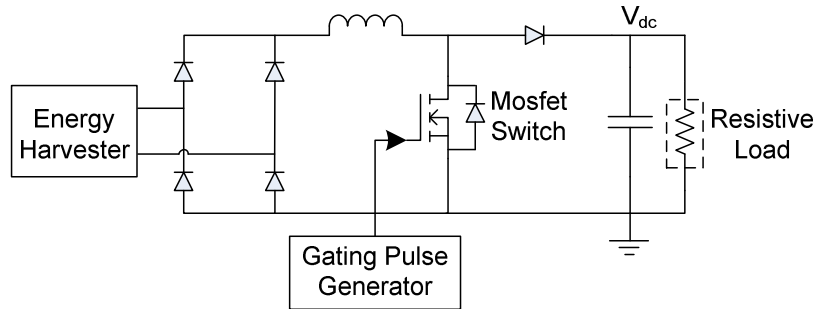 V_dc
Energy
Harvester
Mosfet
Switch
Resistive
Load
Gating Pulse
Generator